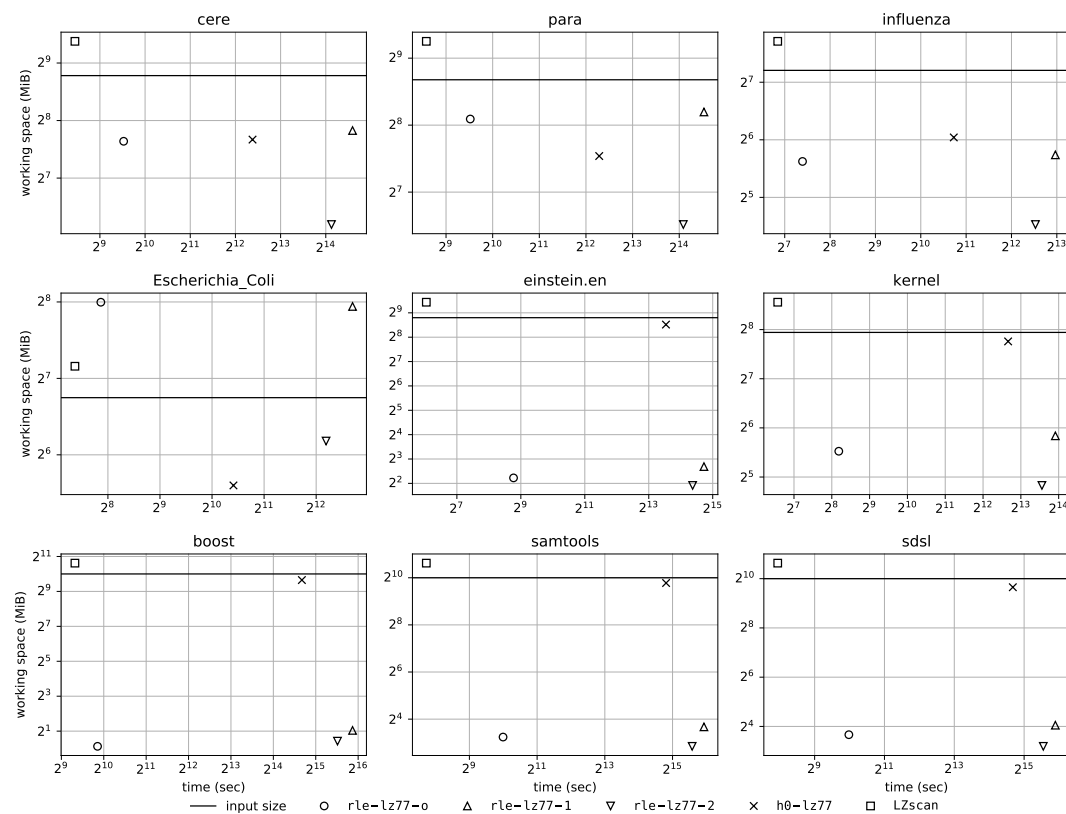 cere
para
influenza
working space (MiB)
2^9
2^8
2^7
2^9
2^8
2^7
2^7
2^6
2^5
2^9 2^10 2^11 2^12 2^13 2^14
2^9 2^10 2^11 2^12 2^13 2^14
2^7 2^8 2^9 2^10 2^11 2^12 2^13
Escherichia_Coli
einstein.en
kernel
working space (MiB)
2^8
2^7
2^6
2^9
2^8
2^7
2^6
2^5
2^4
2^3
2^2
2^8
2^7
2^6
2^5
2^8 2^9 2^10 2^11 2^12
2^7 2^9 2^11 2^13 2^15
2^7 2^8 2^9 2^10 2^11 2^12 2^13 2^14
boost
samtools
sdsl
working space (MiB)
2^11
2^9
2^7
2^5
2^3
2^1
2^10
2^8
2^6
2^4
2^10
2^8
2^6
2^4
2^9 2^10 2^11 2^12 2^13 2^14 2^15 2^16
2^9 2^11 2^13 2^15
2^9 2^11 2^13 2^15
time (sec)
time (sec)
time (sec)
input size rle-lz77-o rle-lz77-1 rle-lz77-2 h0-lz77 LZscan